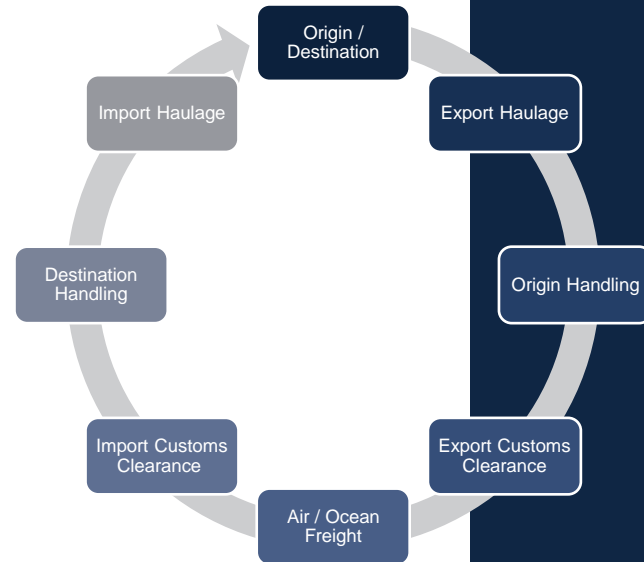 Origin /
Destination
Export Haulage
Origin Handling
Export Customs
Clearance
Air / Ocean
Freight
Import Customs
Clearance
Destination
Handling
Import Haulage